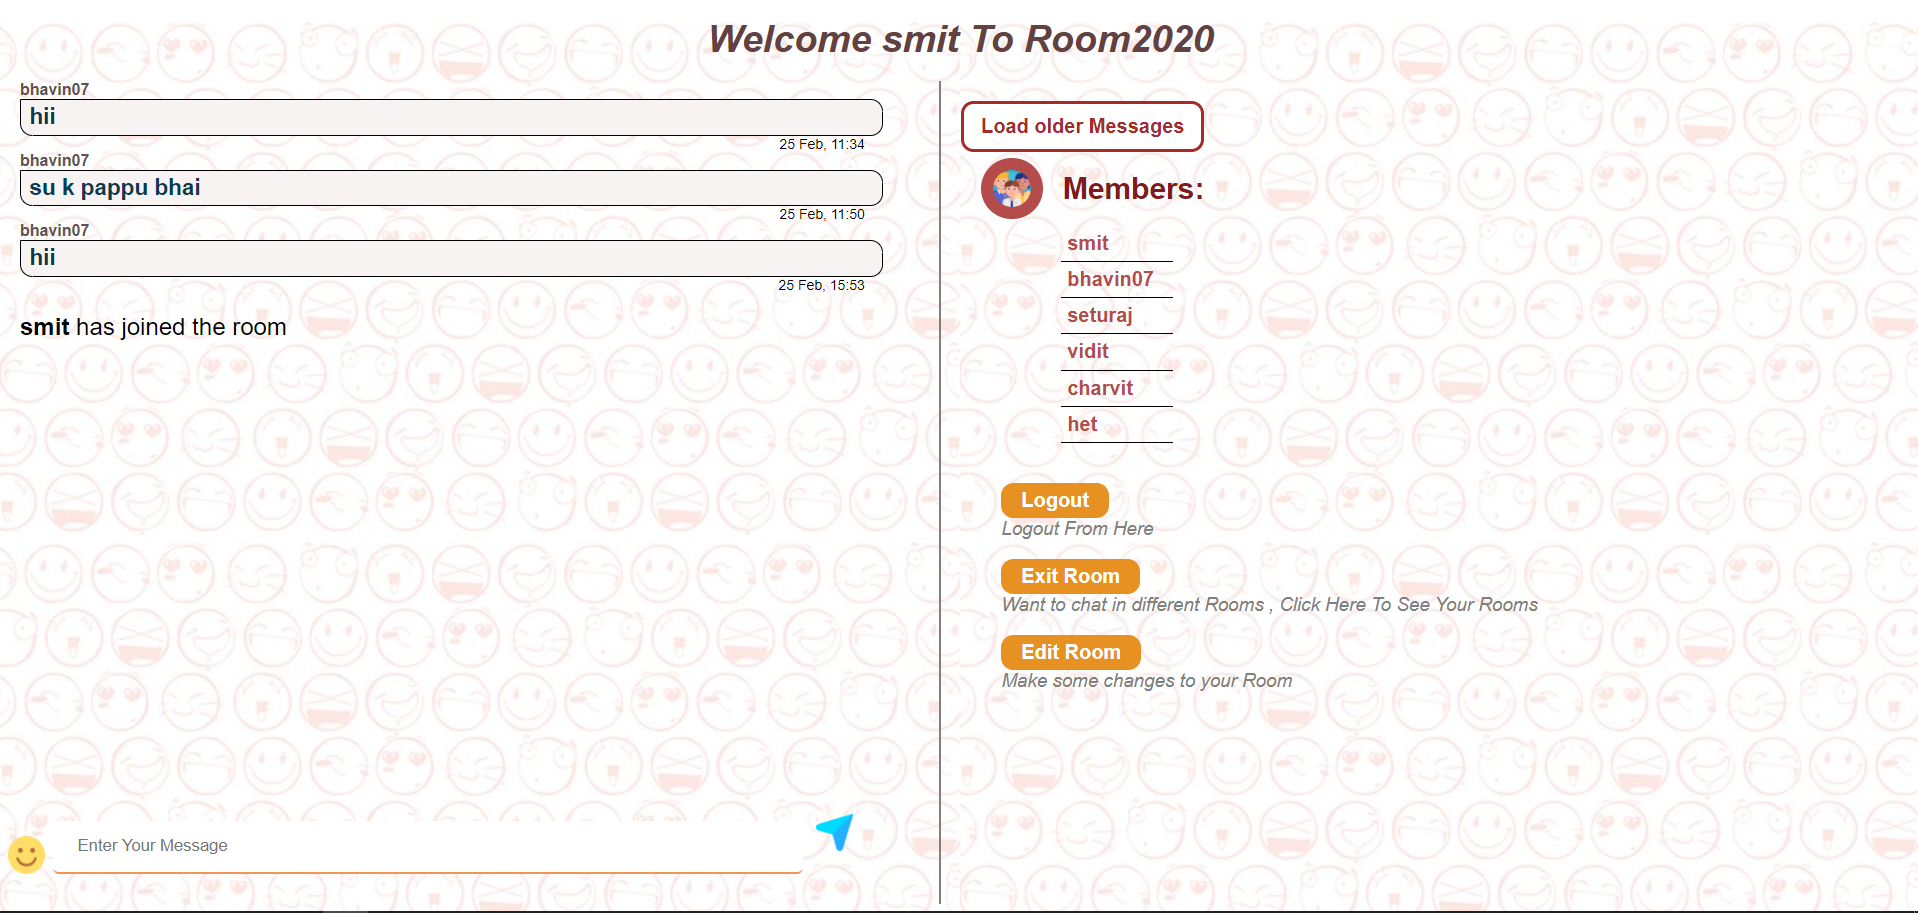 Welcome smit To Room2020
bhavin07
hii
25 Feb, 11:34
bhavin07
su k pappu bhai
25 Feb, 11:50
bhavin07
hii
25 Feb, 15:53
smit has joined the room
Enter Your Message
Load older Messages
Members:
smit
bhavin07
seturaj
vidit
charvit
het
Logout
Logout From Here
Exit Room
Want to chat in different Rooms , Click Here To See Your Rooms
Edit Room
Make some changes to your Room